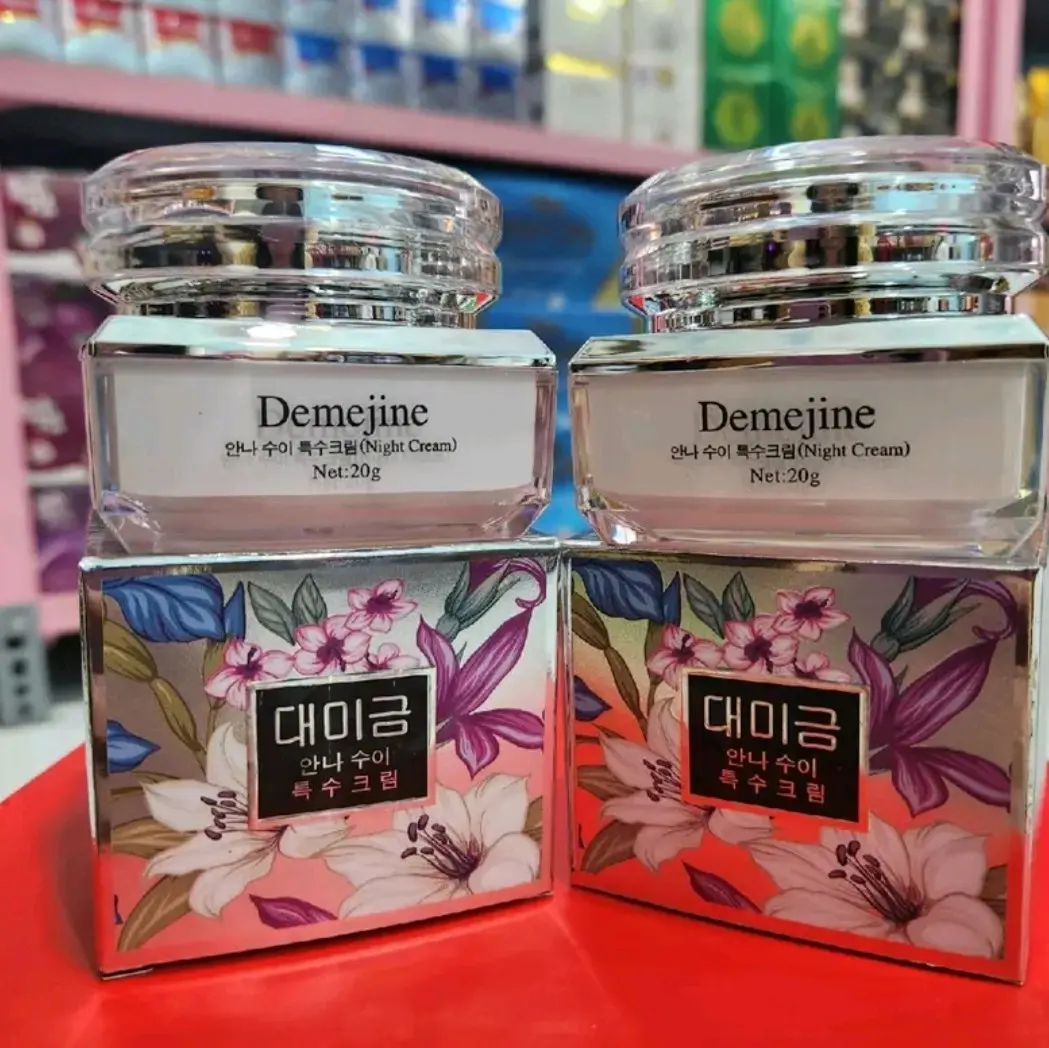 Demejine
안나 수이 특수크림(Night Cream)
Net:20g
Demejine
안나 수이 특수크림(Night Cream)
Net:20g
대미금
안나 수이
특수크림
대미금
안나 수이
특수크림